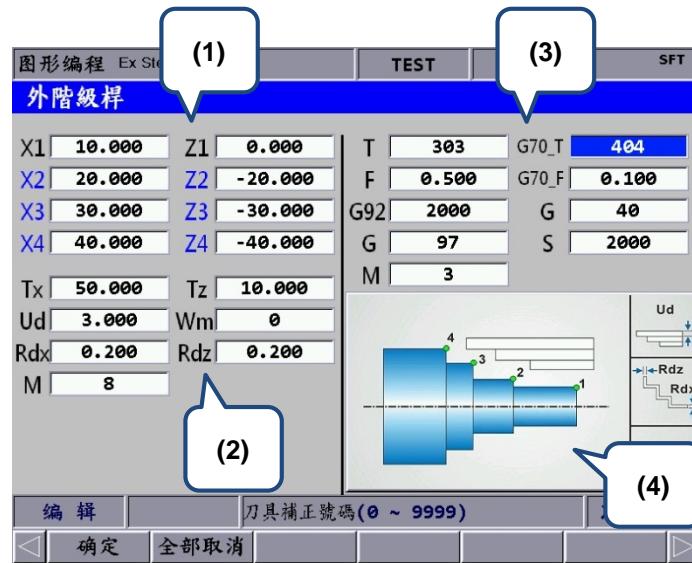 图形编程 Ex St TEST SFT
(1)
(3)
外階級桿
X1 10.000 Z1 0.000 T 303 G70_T 404
X2 20.000 Z2 -20.000 F 0.500 G70_F 0.100
X3 30.000 Z3 -30.000 G92 2000 G 40
X4 40.000 Z4 -40.000 G 97 S 2000
M 3
Tx 50.000 Tz 10.000
Ud 3.000 Wm 0
Rdx 0.200 Rdz 0.200
M 8
4
3
2
1
Ud
Rdz
Rdx
(2)
(4)
编 辑 刀具補正號碼(0 ~ 9999)
确定 全部取消